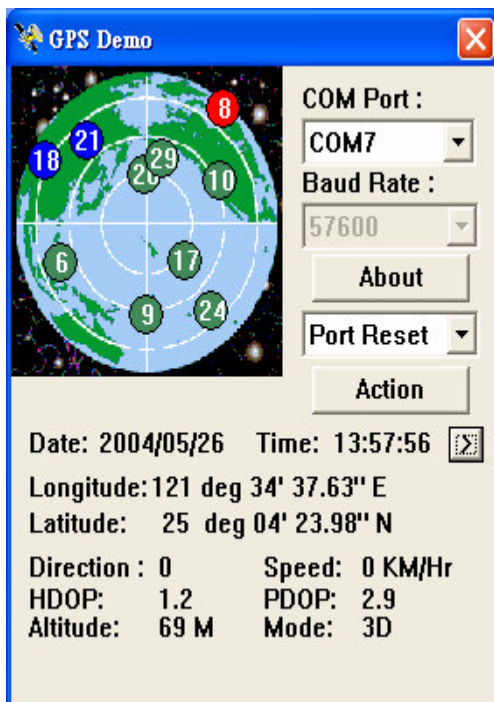 GPS Demo
8
21
18
29
20
10
6
17
9
24
COM Port :
COM7
Baud Rate :
57600
About
Port Reset
Action
Date: 2004/05/26 Time: 13:57:56
Longitude: 121 deg 34' 37.63" E
Latitude: 25 deg 04' 23.98" N
Direction : 0 Speed: 0 KM/Hr
HDOP: 1.2 PDOP: 2.9
Altitude: 69 M Mode: 3D